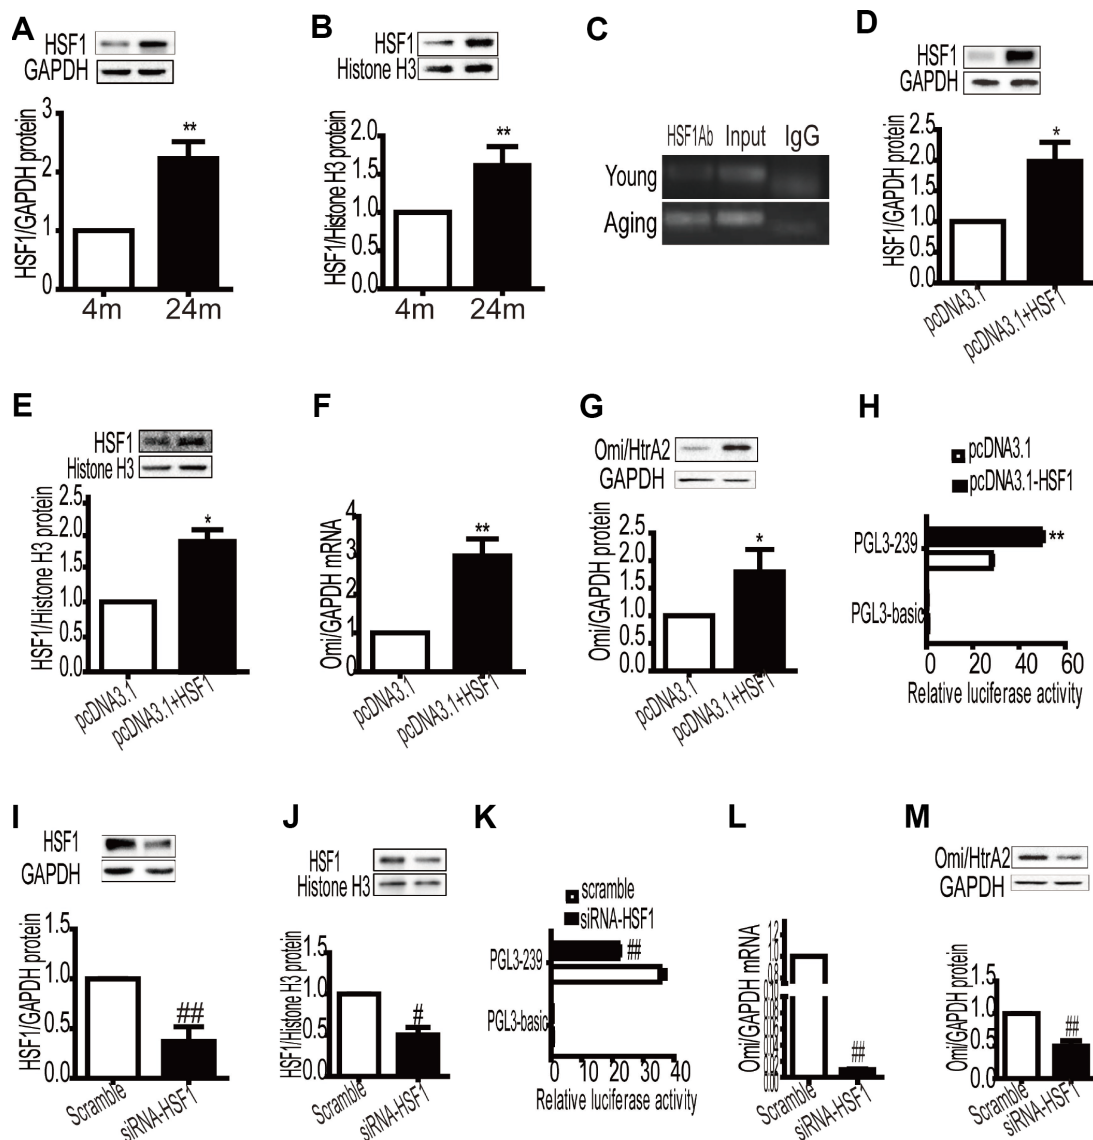 A
HSF1
GAPDH
HSF1/GAPDH protein
3
2
1
0
**
4m
24m
B
HSF1
Histone H3
HSF1/Histone H3 protein
2.0
1.5
1.0
0.5
0.0
**
4m
24m
C
HSF1Ab Input IgG
Young
Aging
D
HSF1
GAPDH
HSF1/GAPDH protein
2.5
2.0
1.5
1.0
0.5
0.0
*
pcDNA3.1
pcDNA3.1+HSF1
E
HSF1
Histone H3
HSF1/Histone H3 protein
2.5
2.0
1.5
1.0
0.5
0.0
*
pcDNA3.1
pcDNA3.1+HSF1
F
Omi/GAPDH mRNA
4
3
2
1
0
**
pcDNA3.1
pcDNA3.1+HSF1
G
Omi/HtrA2
GAPDH
Omi/GAPDH protein
2.5
2.0
1.5
1.0
0.5
0.0
*
pcDNA3.1
pcDNA3.1+HSF1
H
pcDNA3.1
pcDNA3.1-HSF1
PGL3-239
**
PGL3-basic
0 20 40 60
Relative luciferase activity
I
HSF1
GAPDH
HSF1/GAPDH protein
1.5
1.0
0.5
0.0
##
Scramble
siRNA-HSF1
J
HSF1
Histone H3
HSF1/Histone H3 protein
1.5
1.0
0.5
0.0
#
Scramble
siRNA-HSF1
K
scramble
siRNA-HSF1
PGL3-239
##
PGL3-basic
0 10 20 30 40
Relative luciferase activity
L
Omi/GAPDH mRNA
1.2
1.0
0.8
##
Scramble
siRNA-HSF1
M
Omi/HtrA2
GAPDH
Omi/GAPDH protein
1.5
1.0
0.5
0.0
##
Scramble
siRNA-HSF1